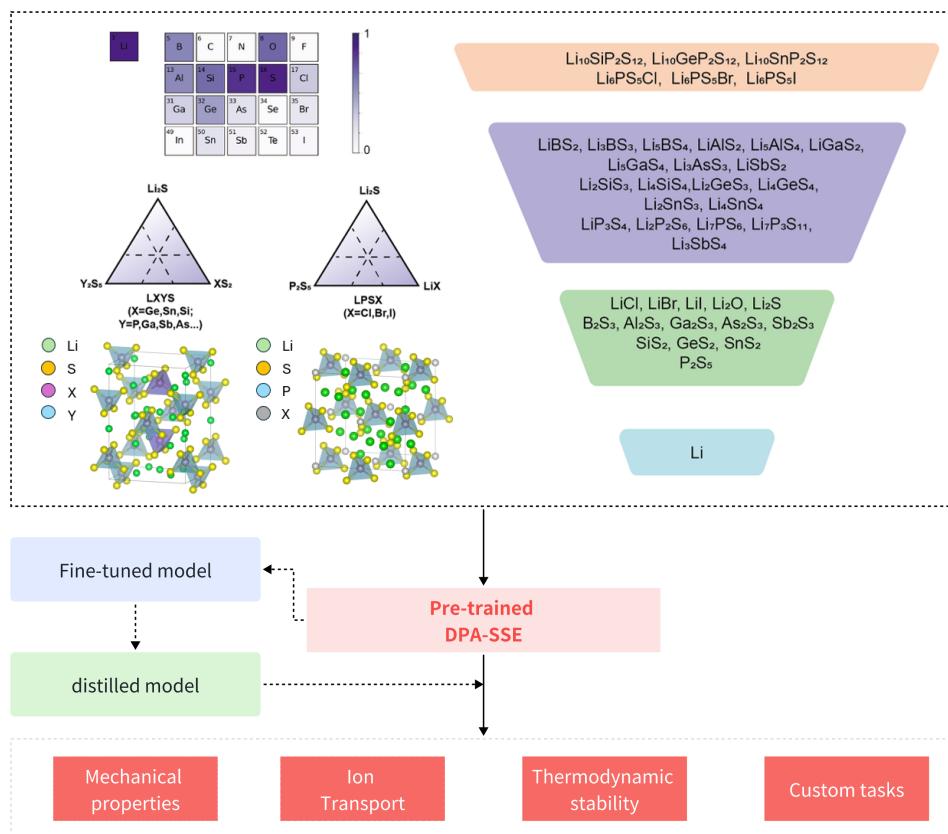 3
Li
5
B
6
C
7
N
8
O
9
F
13
Al
14
Si
15
P
16
S
17
Cl
31
Ga
32
Ge
33
As
34
Se
35
Br
49
In
50
Sn
51
Sb
52
Te
53
I
1
0
Li₂S
Y₂S₅
XS₂
LXYS
(X=Ge,Sn,Si;
Y=P,Ga,Sb,As...)
Li₂S
P₂S₅
LiX
LPSX
(X=Cl,Br,I)
Li
S
X
Y
Li
S
P
X
Li₁₀SiP₂S₁₂, Li₁₀GeP₂S₁₂, Li₁₀SnP₂S₁₂
Li₆PS₅Cl, Li₆PS₅Br, Li₆PS₅I
LiBS₂, Li₃BS₃, Li₅BS₄, LiAlS₂, Li₅AlS₄, LiGaS₂,
Li₅GaS₄, Li₃AsS₃, LiSbS₂
Li₂SiS₃, Li₄SiS₄,Li₂GeS₃, Li₄GeS₄,
Li₂SnS₃, Li₄SnS₄
LiP₃S₄, Li₂P₂S₆, Li₇PS₆, Li₇P₃S₁₁,
Li₃SbS₄
LiCl, LiBr, LiI, Li₂O, Li₂S
B₂S₃, Al₂S₃, Ga₂S₃, As₂S₃, Sb₂S₃
SiS₂, GeS₂, SnS₂
P₂S₅
Li
Fine-tuned model
Pre-trained
DPA-SSE
distilled model
Mechanical
properties
Ion
Transport
Thermodynamic
stability
Custom tasks